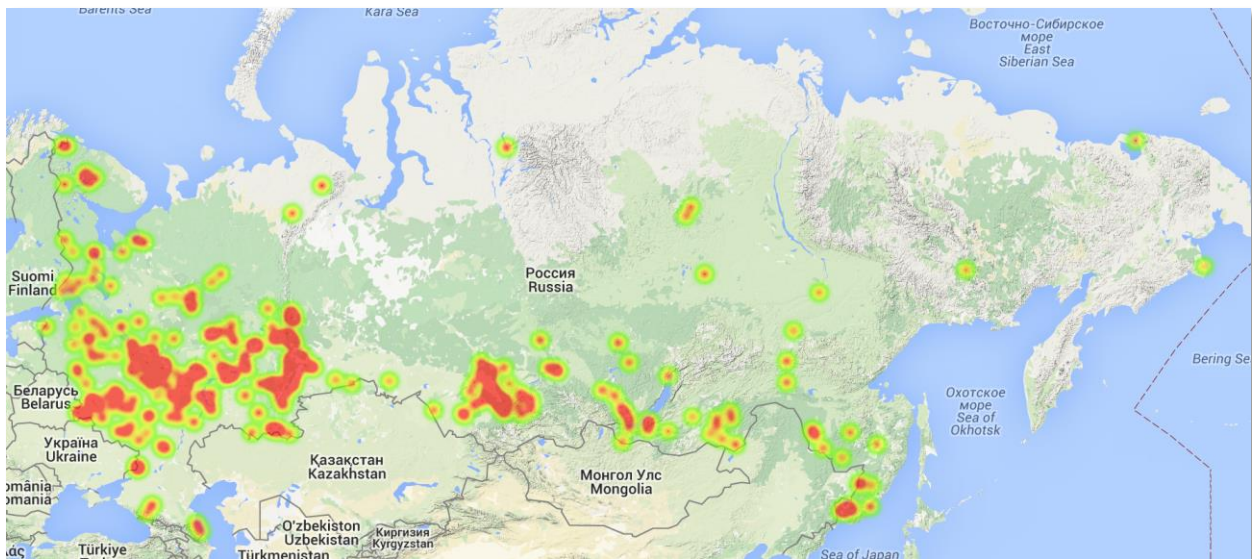 Barents Sea
Kara Sea
Восточно-Сибирское
море
East
Siberian Sea
Suomi
Finland
Россия
Russia
Bering Se
Беларусь
Belarus
Охотское
море
Sea of
Okhotsk
Україна
Ukraine
Қазақстан
Kazakhstan
Монгол Улс
Mongolia
omânia
omania
O'zbekiston
Uzbekistan
Киргизия
Kyrgyzstan
λάς
Türkiye
Türkmenistan
Sea of Japan